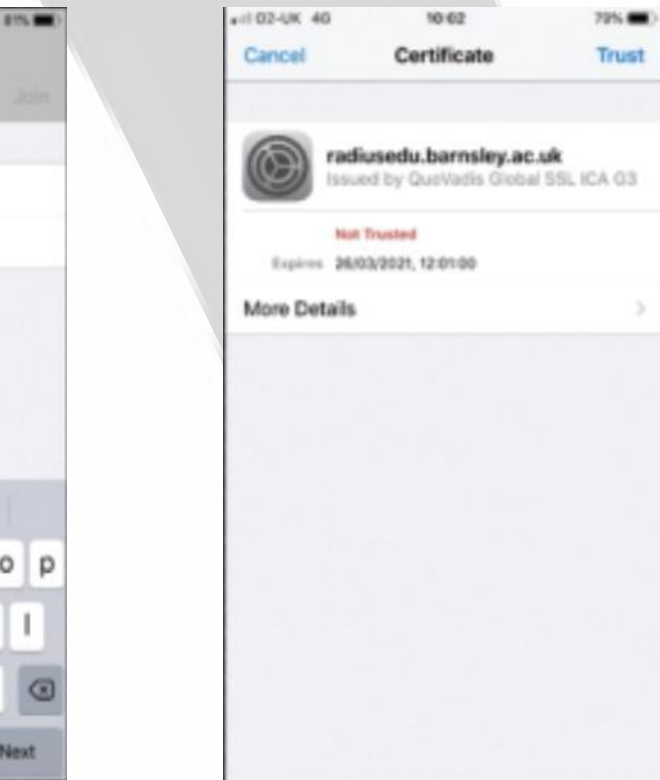 81%
Join
o p
l
Next
O2-UK 4G 10:02 79%
Cancel Certificate Trust
radiusedu.barnsley.ac.uk
Issued by QuoVadis Global SSL ICA G3
Not Trusted
Expires 26/03/2021, 12:01:00
More Details